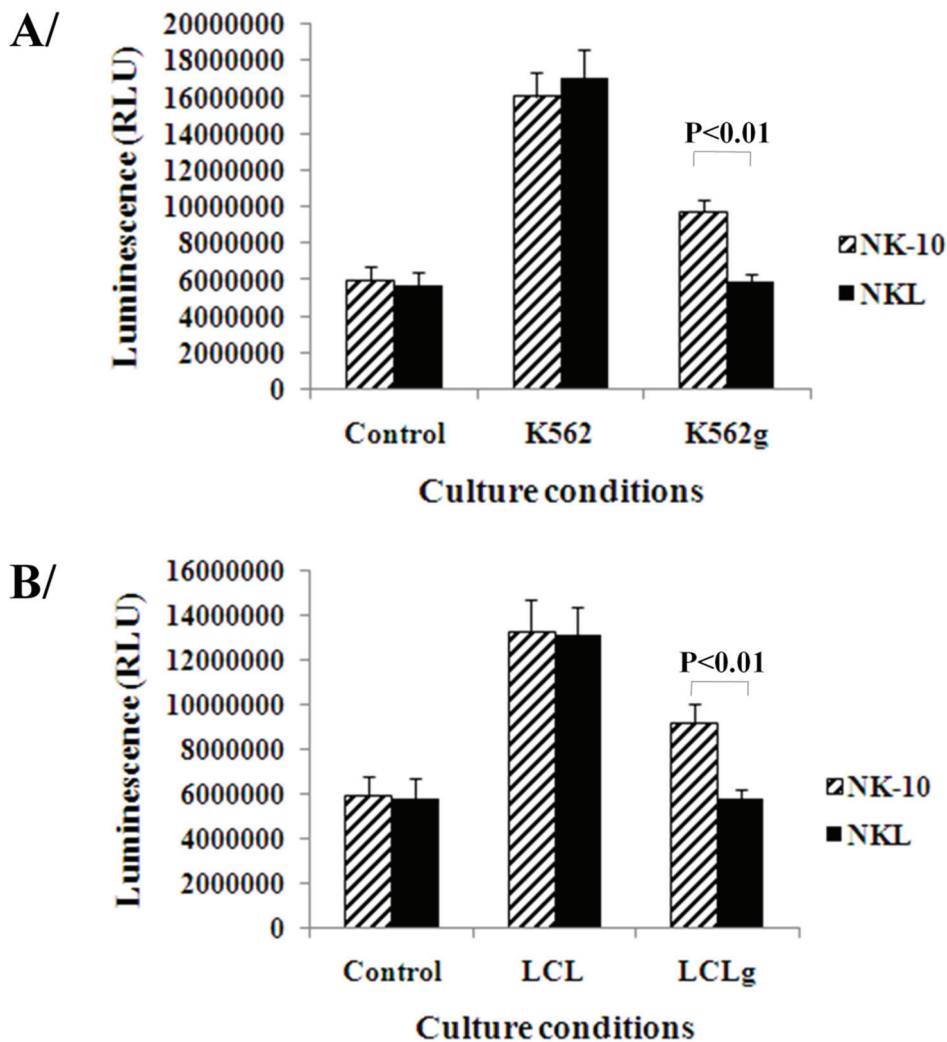 A/
Luminescence (RLU)
20000000
18000000
16000000
14000000
12000000
10000000
8000000
6000000
4000000
2000000
0
P<0.01
NK-10
NKL
Control K562 K562g
Culture conditions
B/
Luminescence (RLU)
16000000
14000000
12000000
10000000
8000000
6000000
4000000
2000000
0
P<0.01
NK-10
NKL
Control LCL LCLg
Culture conditions